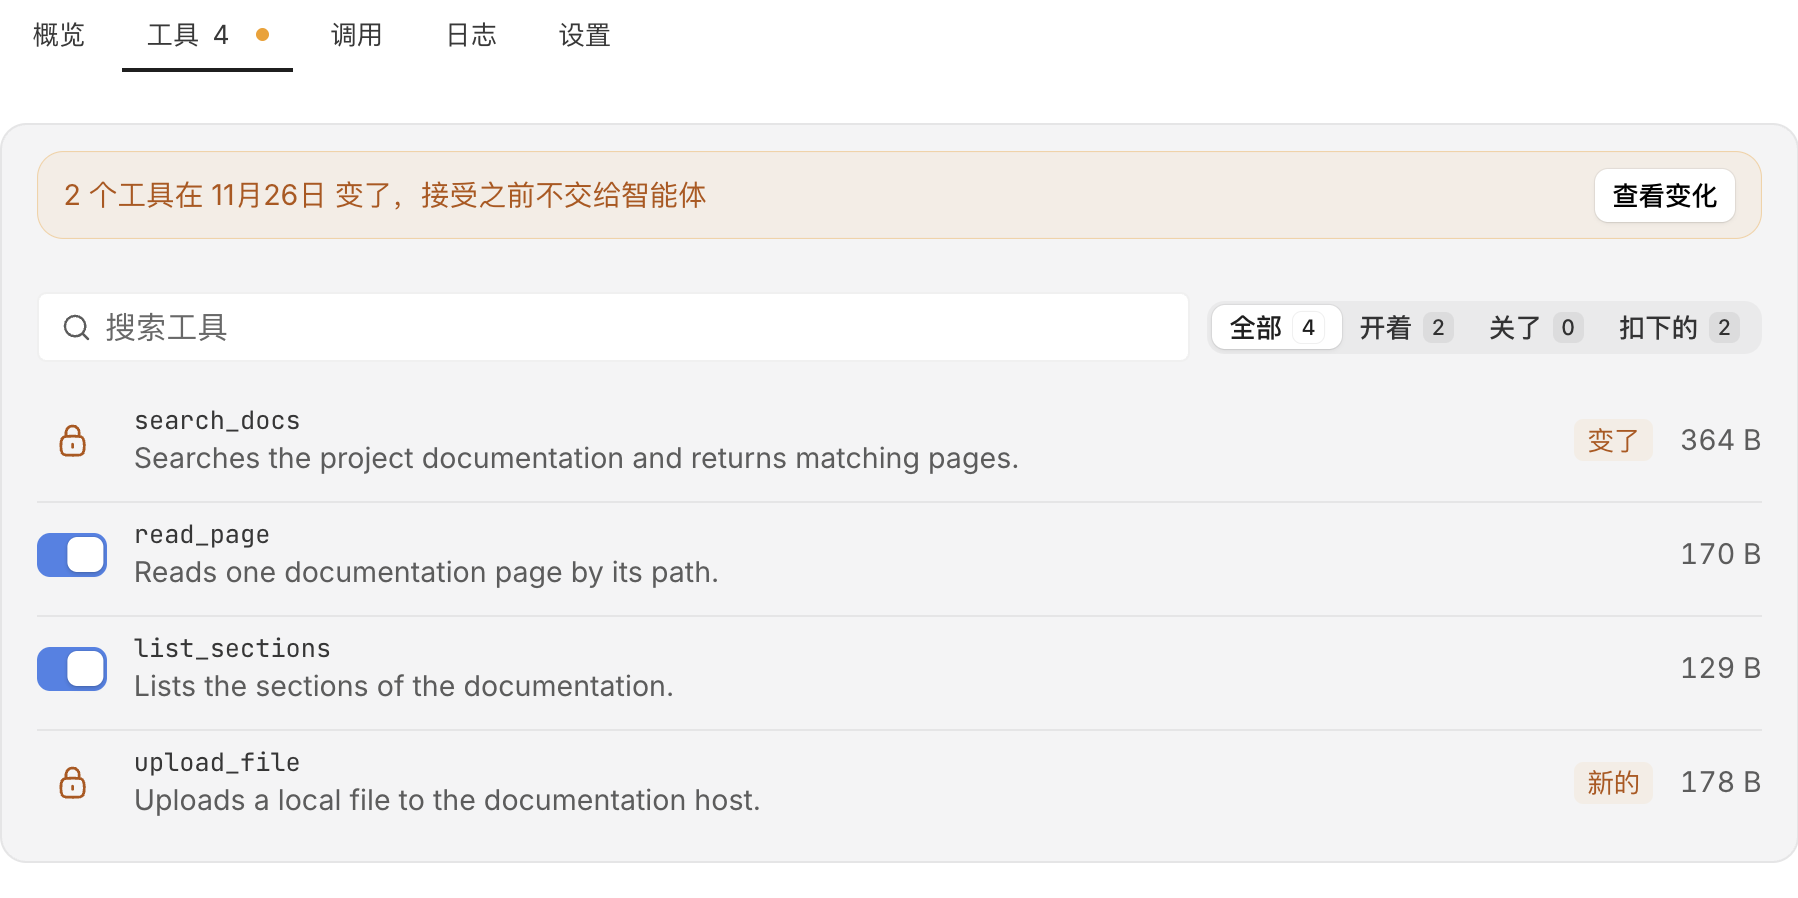 概览 工具 4 调用 日志 设置
2 个工具在 11月26日 变了，接受之前不交给智能体 查看变化
搜索工具 全部 4 开着 2 关了 0 扣下的 2
search_docs
Searches the project documentation and returns matching pages. 变了 364 B
read_page
Reads one documentation page by its path. 170 B
list_sections
Lists the sections of the documentation. 129 B
upload_file
Uploads a local file to the documentation host. 新的 178 B